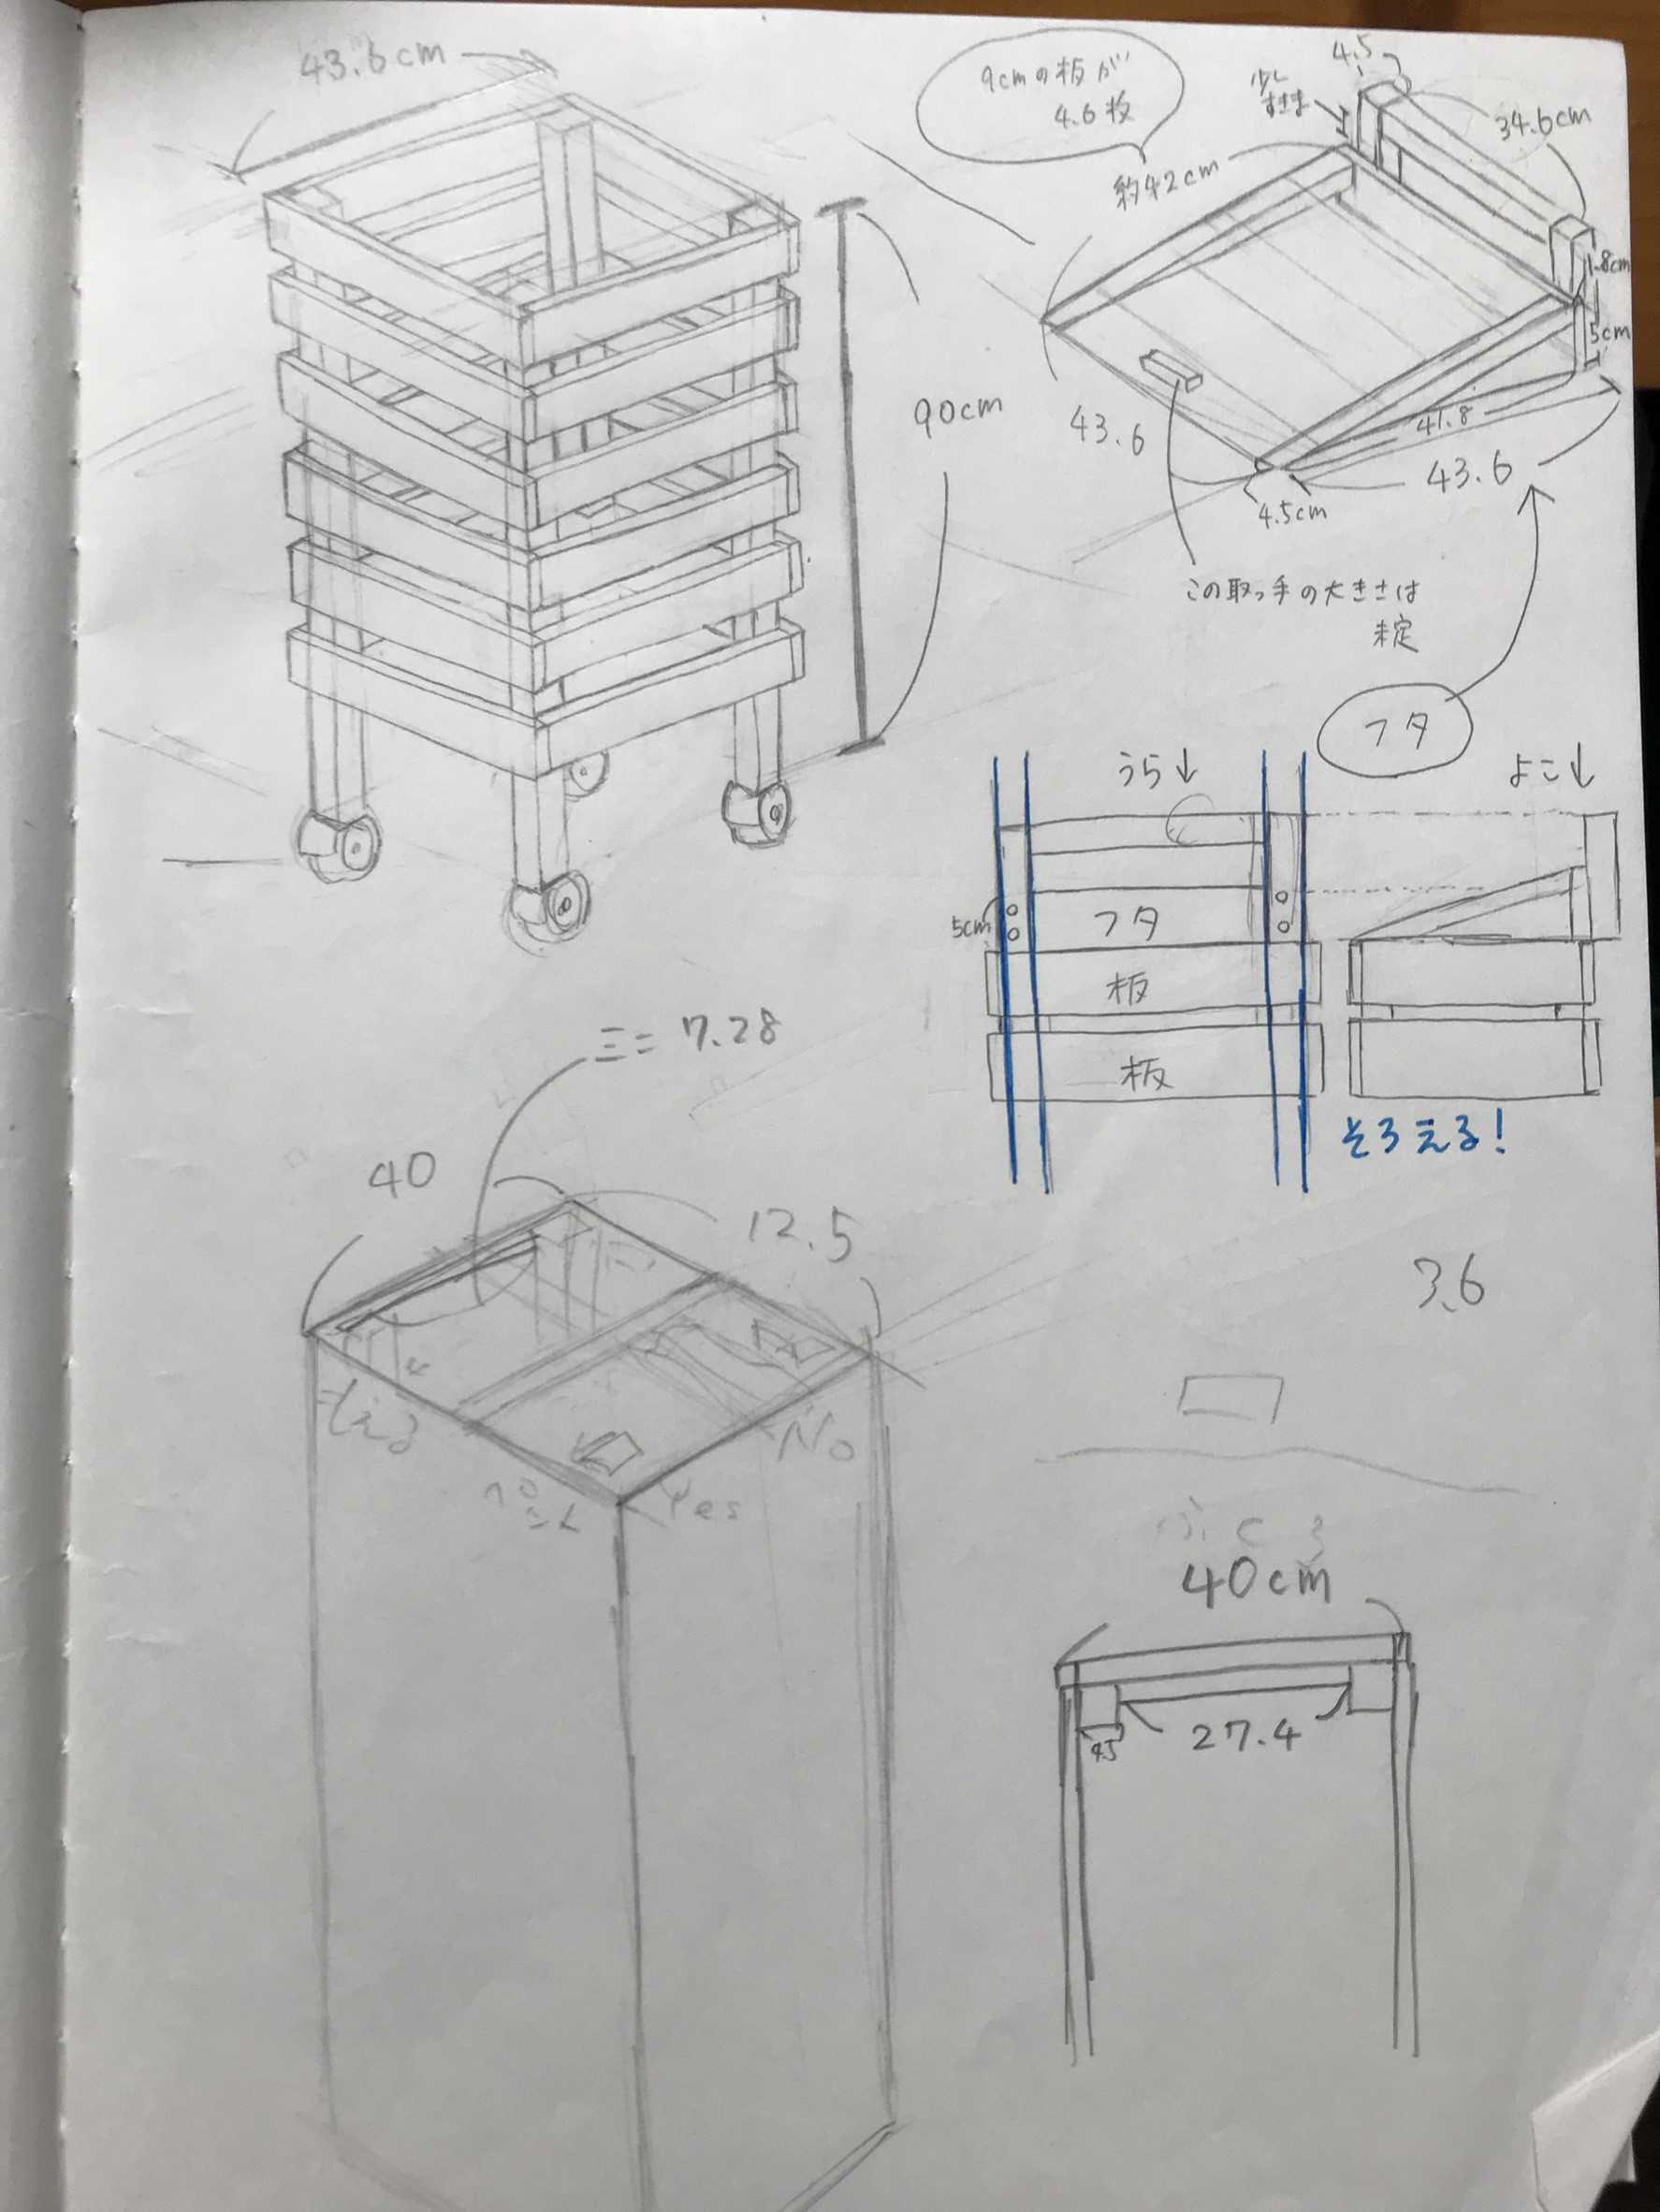 43.6cm
9cmの板が
4.6枚
4.5
少し
すきま
34.6cm
約42cm
1.8cm
5cm
90cm
43.6
41.8
43.6
4.5cm
この取っ手の大きさは
未定
フタ
うら↓
よこ↓
5cm
フタ
板
板
そろえる!
ミニ 7.28
40
12.5
3.6
No
Yes
40cm
4.5
27.4